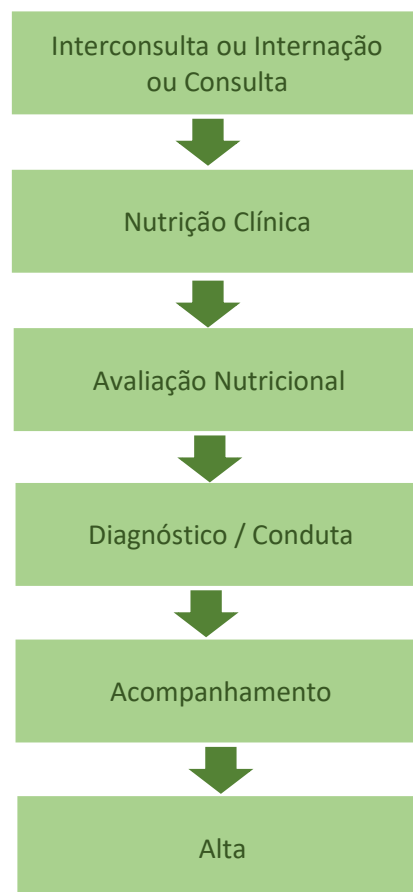 Interconsulta ou Internação
ou Consulta
Nutrição Clínica
Avaliação Nutricional
Diagnóstico / Conduta
Acompanhamento
Alta